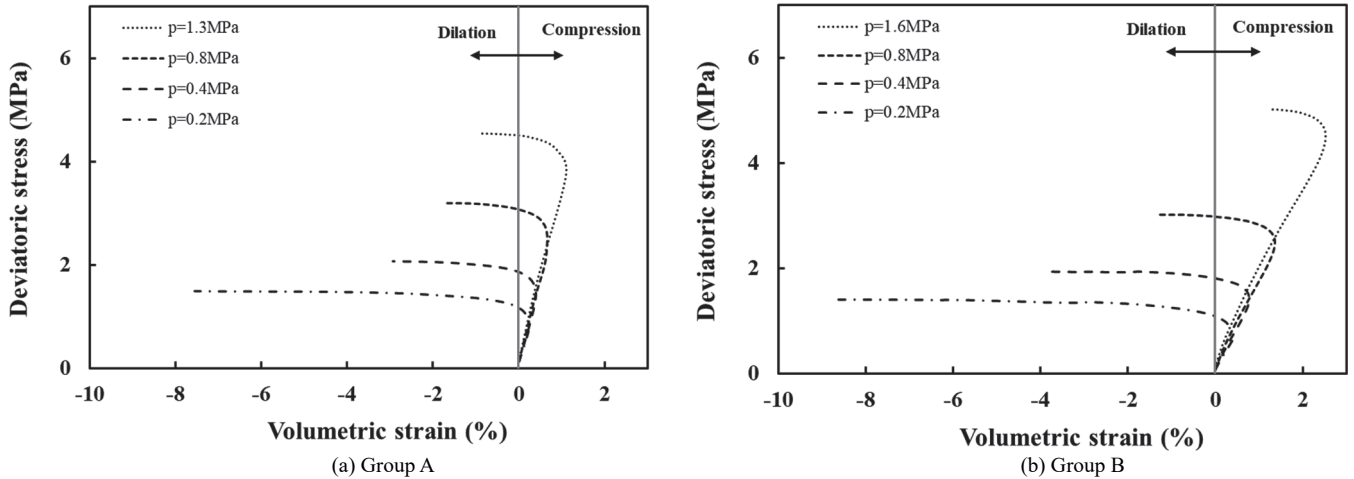 p=1.3MPa
p=0.8MPa
p=0.4MPa
p=0.2MPa
Dilation
Compression
Deviatoric stress (MPa)
6
4
2
0
-10 -8 -6 -4 -2 0 2
Volumetric strain (%)
(a) Group A
p=1.6MPa
p=0.8MPa
p=0.4MPa
p=0.2MPa
Dilation
Compression
Deviatoric stress (MPa)
6
4
2
0
-10 -8 -6 -4 -2 0 2
Volumetric strain (%)
(b) Group B